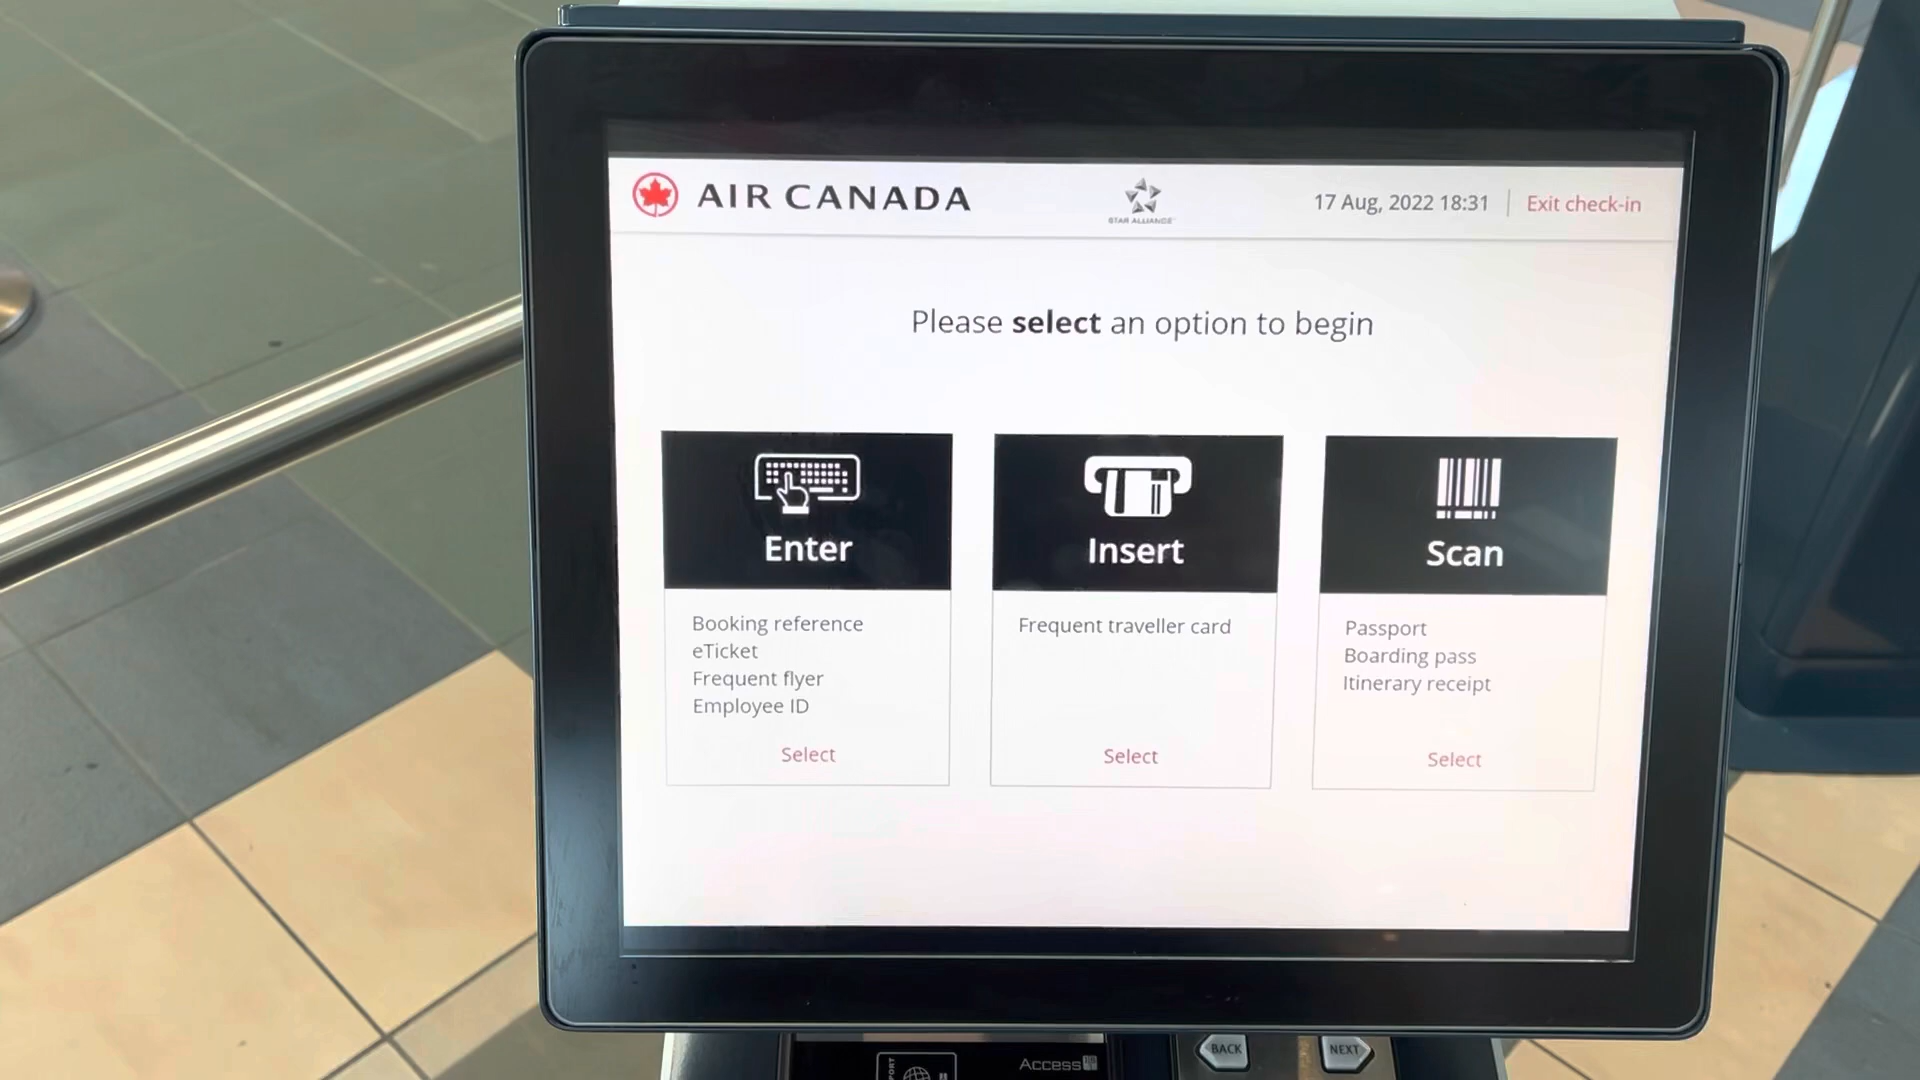 AIR CANADA
STAR ALLIANCE
17 Aug, 2022 18:31
Exit check-in
Please select an option to begin
Enter
Booking reference
eTicket
Frequent flyer
Employee ID
Select
Insert
Frequent traveller card
Select
Scan
Passport
Boarding pass
Itinerary receipt
Select
Access
BACK
NEXT